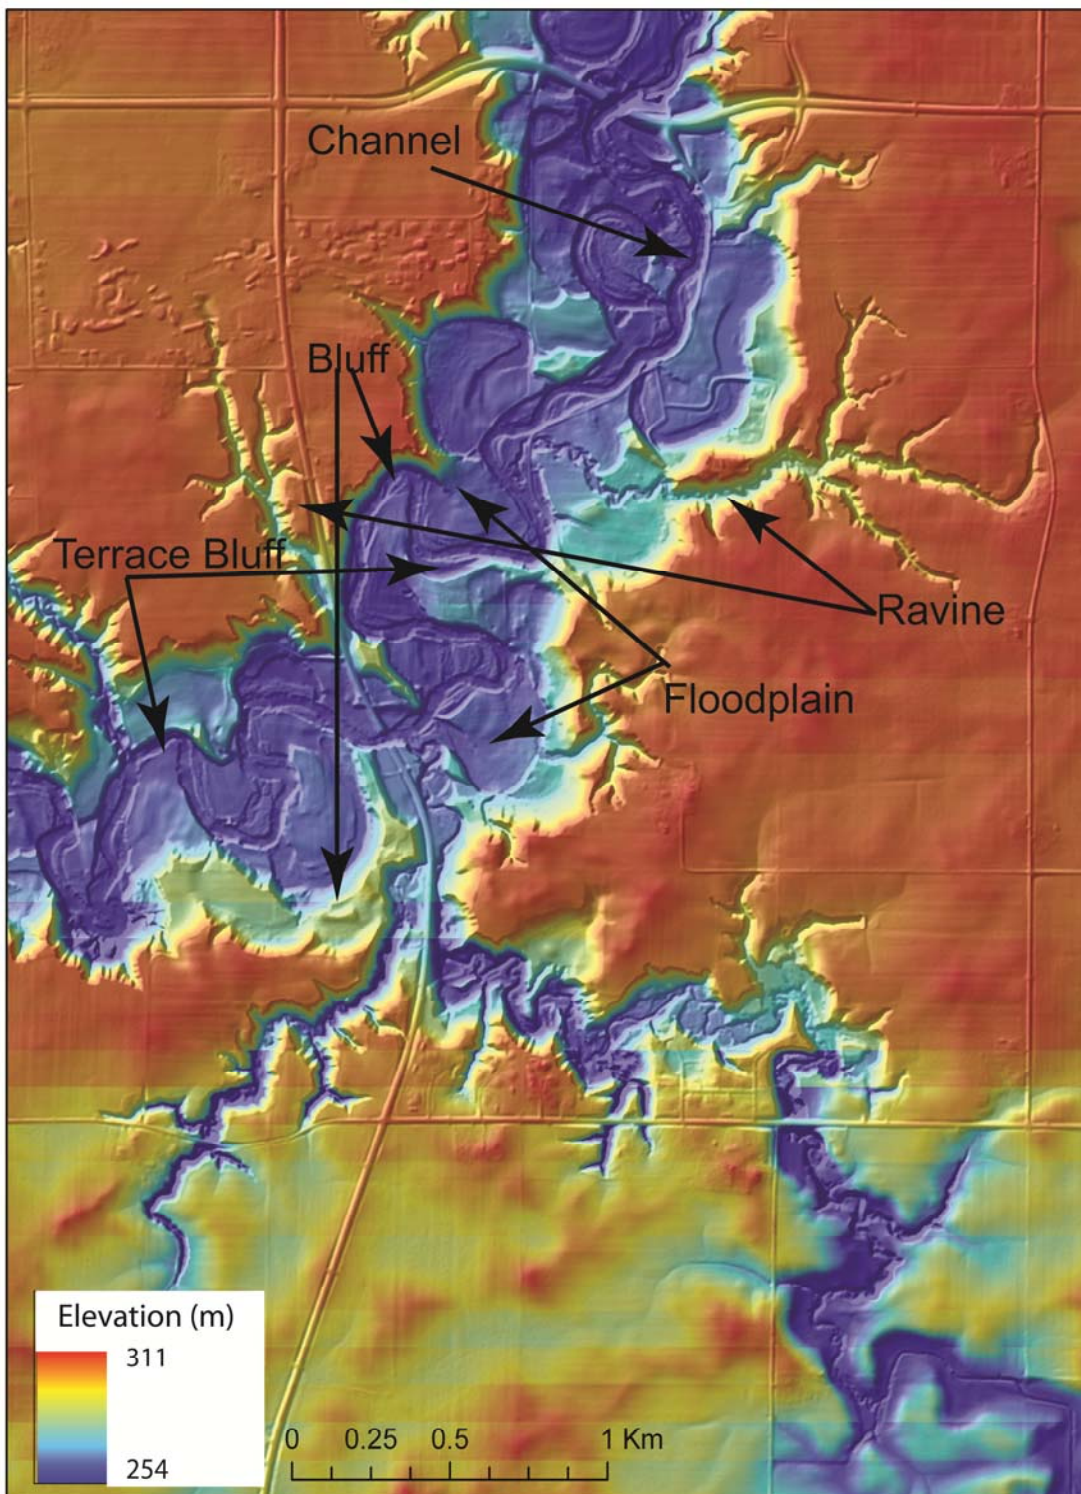 Channel
Bluff
Terrace Bluff
Ravine
Floodplain
Elevation (m)
311
254
0 0.25 0.5 1 Km